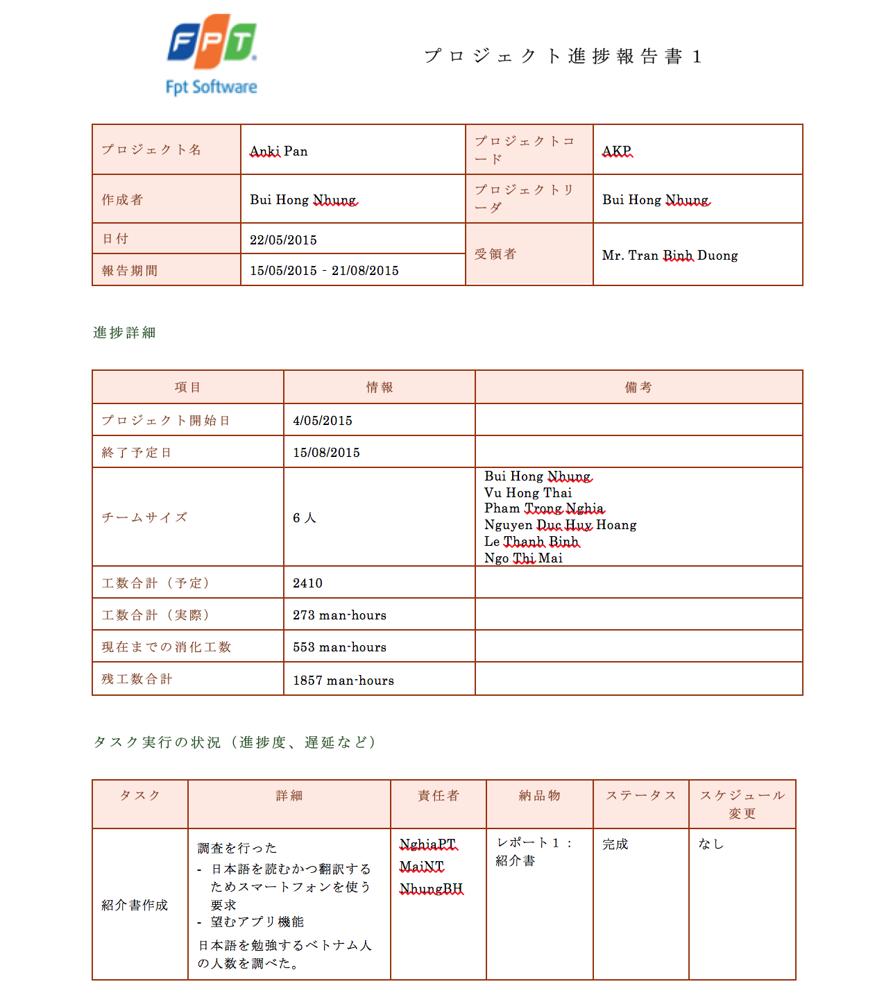 FPT
Fpt Software
プロジェクト進捗報告書１
プロジェクト名
Anki Pan
プロジェクトコ
ード
AKP
作成者
Bui Hong Nhung
プロジェクトリ
ーダ
Bui Hong Nhung
日付
22/05/2015
受領者
Mr. Tran Binh Duong
報告期間
15/05/2015 - 21/08/2015
進捗詳細
項目
情報
備考
プロジェクト開始日
4/05/2015
終了予定日
15/08/2015
チームサイズ
6 人
Bui Hong Nhung
Vu Hong Thai
Pham Trong Nghia
Nguyen Duc Huy Hoang
Le Thanh Binh
Ngo Thi Mai
工数合計（予定）
2410
工数合計（実際）
273 man-hours
現在までの消化工数
553 man-hours
残工数合計
1857 man-hours
タスク実行の状況（進捗度、遅延など）
タスク
詳細
責任者
納品物
ステータス
スケジュール
変更
紹介書作成
調査を行った
- 日本語を読むかつ翻訳する
ためスマートフォンを使う
要求
- 望むアプリ機能
日本語を勉強するベトナム人
の人数を調べた。
NghiaPT
MaiNT
NhungBH
レポート１：
紹介書
完成
なし